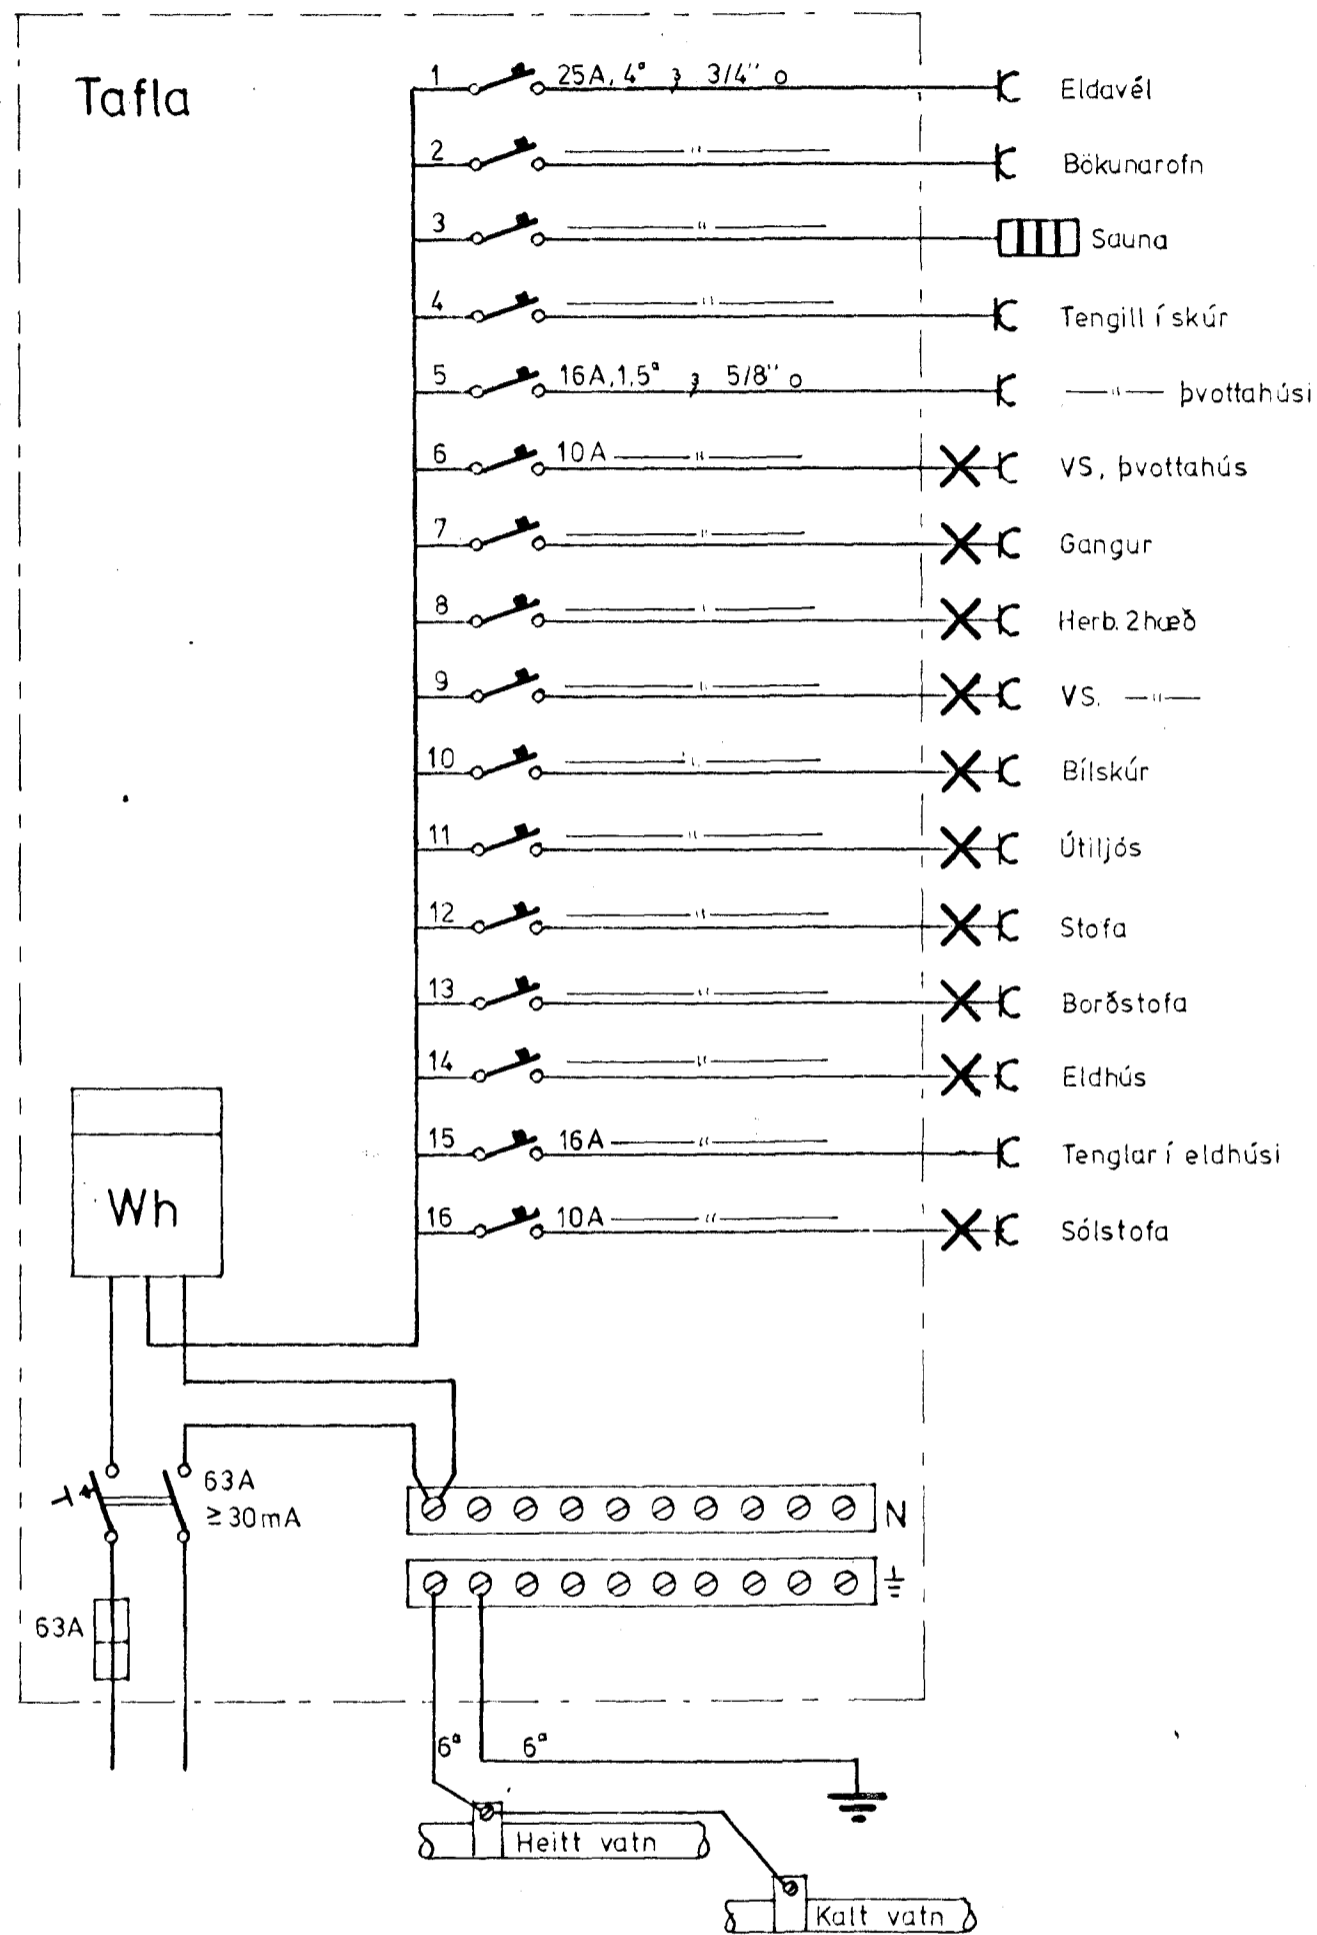 Tafla
1 25A, 4▫ 3 3/4" o Eldavél
2 —〃— Bökunarofn
3 —〃— Sauna
4 —〃— Tengill í skúr
5 16A, 1,5▫ 3 5/8" o —〃— þvottahúsi
6 10A —〃— VS, þvottahús
7 —〃— Gangur
8 —〃— Herb. 2hæð
9 —〃— VS. —〃—
10 —〃— Bílskúr
11 —〃— Útiljós
12 —〃— Stofa
13 —〃— Borðstofa
14 —〃— Eldhús
15 16A —〃— Tenglar í eldhúsi
16 10A —〃— Sólstofa
Wh
63A
≥30mA
N
63A
6▫ 6▫
Heitt vatn
Kalt vatn